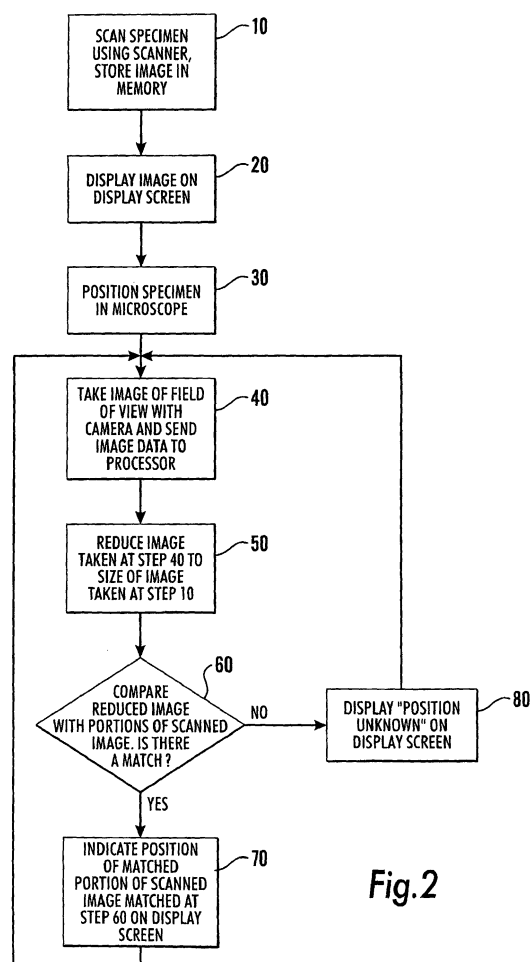 10
SCAN SPECIMEN
USING SCANNER,
STORE IMAGE IN
MEMORY
20
DISPLAY IMAGE ON
DISPLAY SCREEN
30
POSITION SPECIMEN
IN MICROSCOPE
40
TAKE IMAGE OF FIELD
OF VIEW WITH
CAMERA AND SEND
IMAGE DATA TO
PROCESSOR
50
REDUCE IMAGE
TAKEN AT STEP 40 TO
SIZE OF IMAGE
TAKEN AT STEP 10
60
COMPARE
REDUCED IMAGE
WITH PORTIONS OF SCANNED
IMAGE. IS THERE
A MATCH ?
NO
80
DISPLAY "POSITION
UNKNOWN" ON
DISPLAY SCREEN
YES
70
INDICATE POSITION
OF MATCHED
PORTION OF SCANNED
IMAGE MATCHED AT
STEP 60 ON DISPLAY
SCREEN
Fig.2